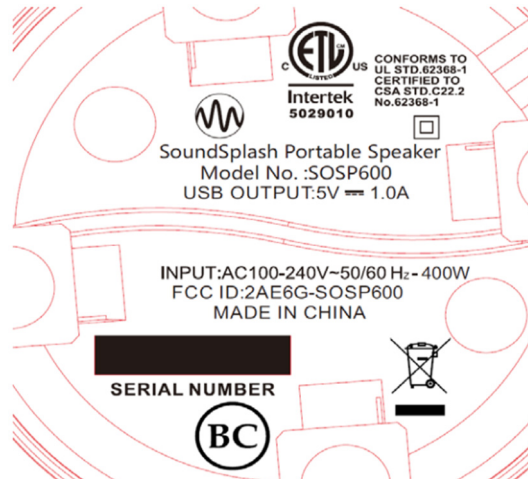 ETL CM
LISTED
C US
Intertek
5029010
CONFORMS TO
UL STD.62368-1
CERTIFIED TO
CSA STD.C22.2
No.62368-1
SoundSplash Portable Speaker
Model No. :SOSP600
USB OUTPUT:5V ⎓ 1.0A
INPUT:AC100-240V~50/60 Hz- 400W
FCC ID:2AE6G-SOSP600
MADE IN CHINA
SERIAL NUMBER
BC